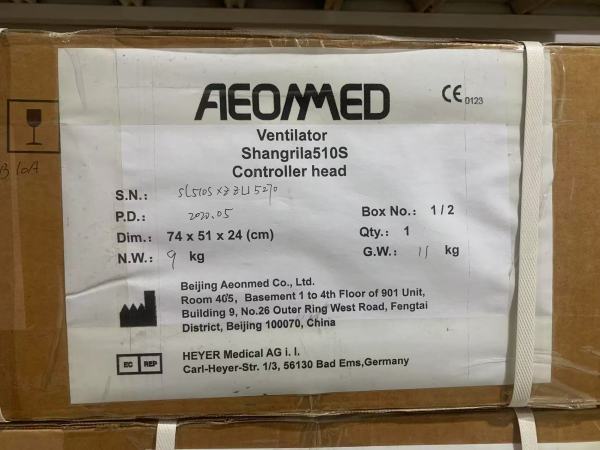 AEONMED
CE 0123
Ventilator
Shangrila510S
Controller head
S.N.:
P.D.: 2020.05
Box No.: 1/2
Dim.: 74 x 51 x 24 (cm)
Qty.: 1
N.W.: 9 kg
G.W.: 11 kg
Beijing Aeonmed Co., Ltd.
Room 405, Basement 1 to 4th Floor of 901 Unit,
Building 9, No.26 Outer Ring West Road, Fengtai
District, Beijing 100070, China
EC REP
HEYER Medical AG i. I.
Carl-Heyer-Str. 1/3, 56130 Bad Ems,Germany